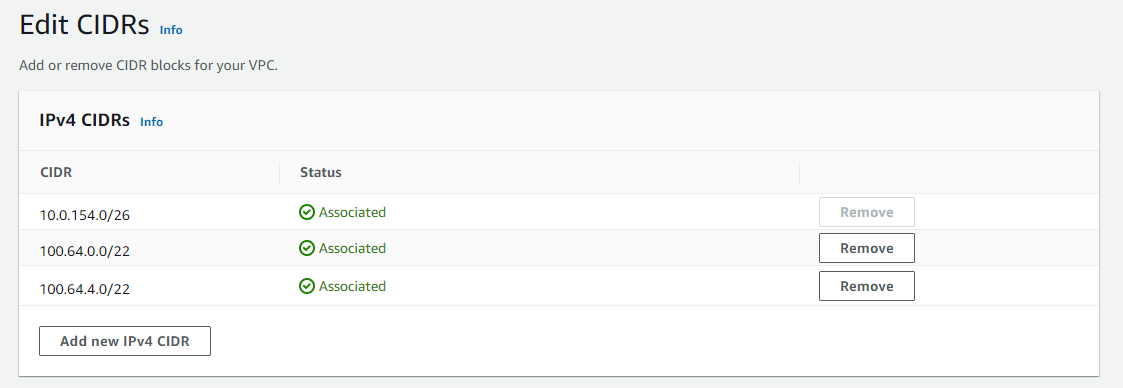 Edit CIDRs Info
Add or remove CIDR blocks for your VPC.
IPv4 CIDRs Info
CIDR Status
10.0.154.0/26 Associated Remove
100.64.0.0/22 Associated Remove
100.64.4.0/22 Associated Remove
Add new IPv4 CIDR